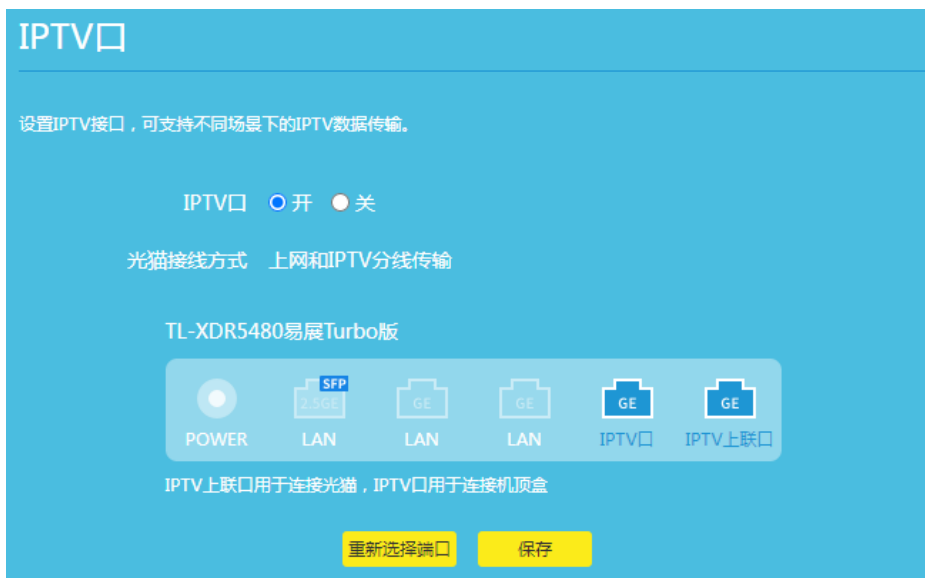 IPTV口
设置IPTV接口，可支持不同场景下的IPTV数据传输。
IPTV口 开 关
光猫接线方式 上网和IPTV分线传输
TL-XDR5480易展Turbo版
SFP
2.5GE GE GE GE GE
POWER LAN LAN LAN IPTV口 IPTV上联口
IPTV上联口用于连接光猫，IPTV口用于连接机顶盒
重新选择端口 保存